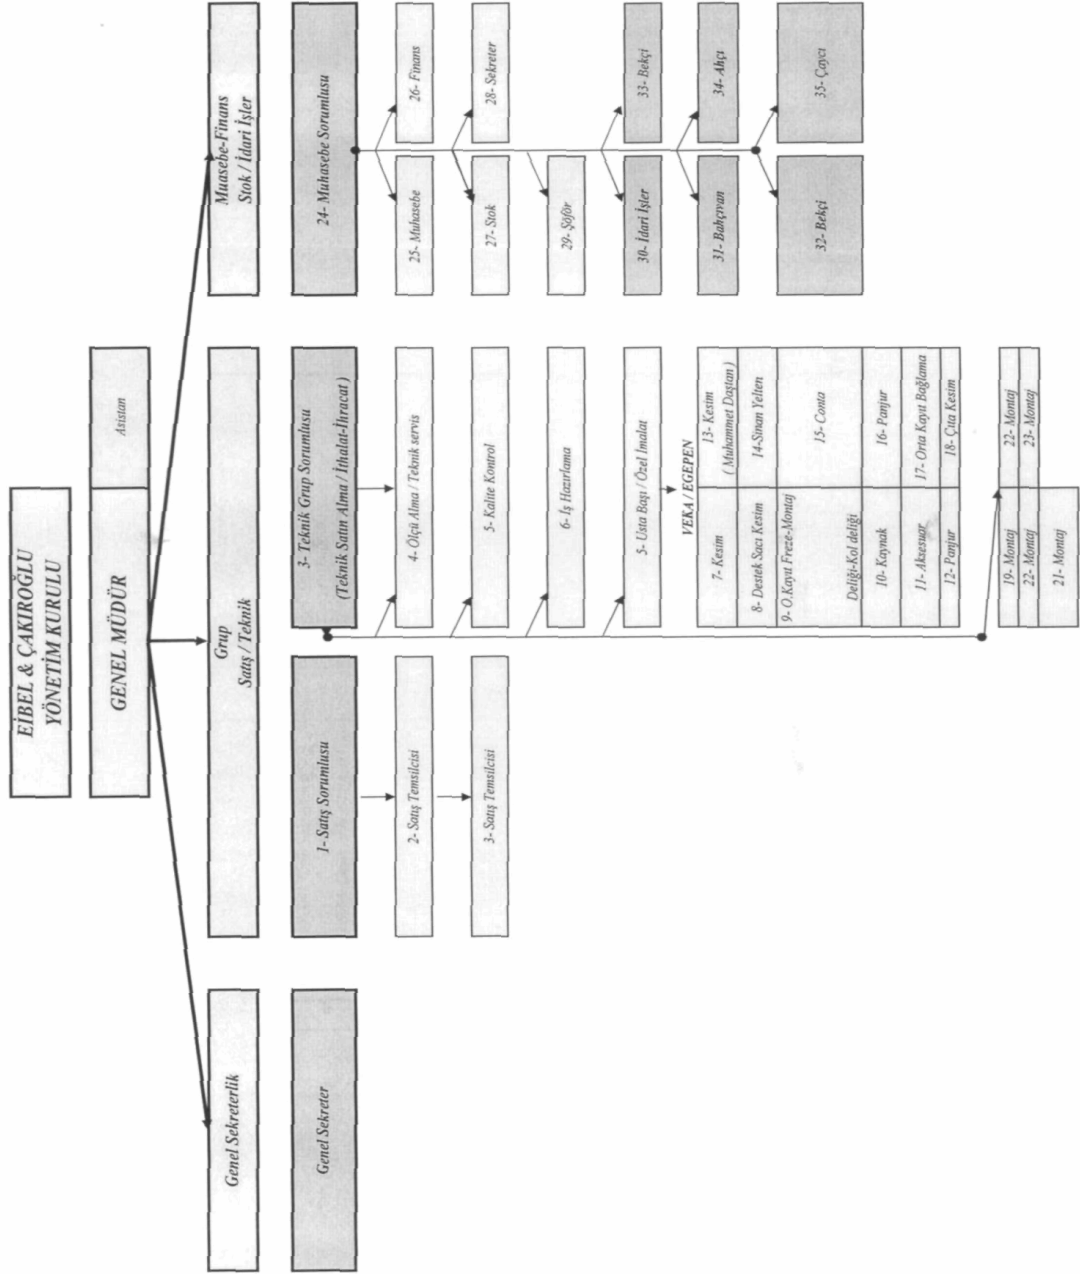 EİBEL & ÇAKIROĞLU
YÖNETİM KURULU
GENEL MÜDÜR
Asistan
Genel Sekreterlik
Grup
Satış / Teknik
Muasebe-Finans
Stok / İdari İşler
Genel Sekreter
1- Satış Sorumlusu
3- Teknik Grup Sorumlusu
(Teknik Satın Alma / İthalat-İhracat )
24- Muhasebe Sorumlusu
2- Satış Temsilcisi
3- Satış Temsilcisi
4- Ölçü Alma / Teknik servis
5- Kalite Kontrol
6- İş Hazırlama
5- Usta Başı / Özel İmalat
VEKA / EGEPEN
7- Kesim
13- Kesim
( Muhammet Daştan )
8- Destek Sacı Kesim
14-Sinan Yelten
9- O.Kayıt Freze-Montaj
Deliği-Kol deliği
15- Conta
10- Kaynak
16- Panjur
11- Aksesuar
17- Orta Kayıt Bağlama
12- Panjur
18- Çıta Kesim
19- Montaj
22- Montaj
22- Montaj
23- Montaj
21- Montaj
25- Muhasebe
26- Finans
27- Stok
28- Sekreter
29- Şöför
30- İdari İşler
33- Bekçi
31- Bahçıvan
34- Ahçı
32- Bekçi
35- Çaycı